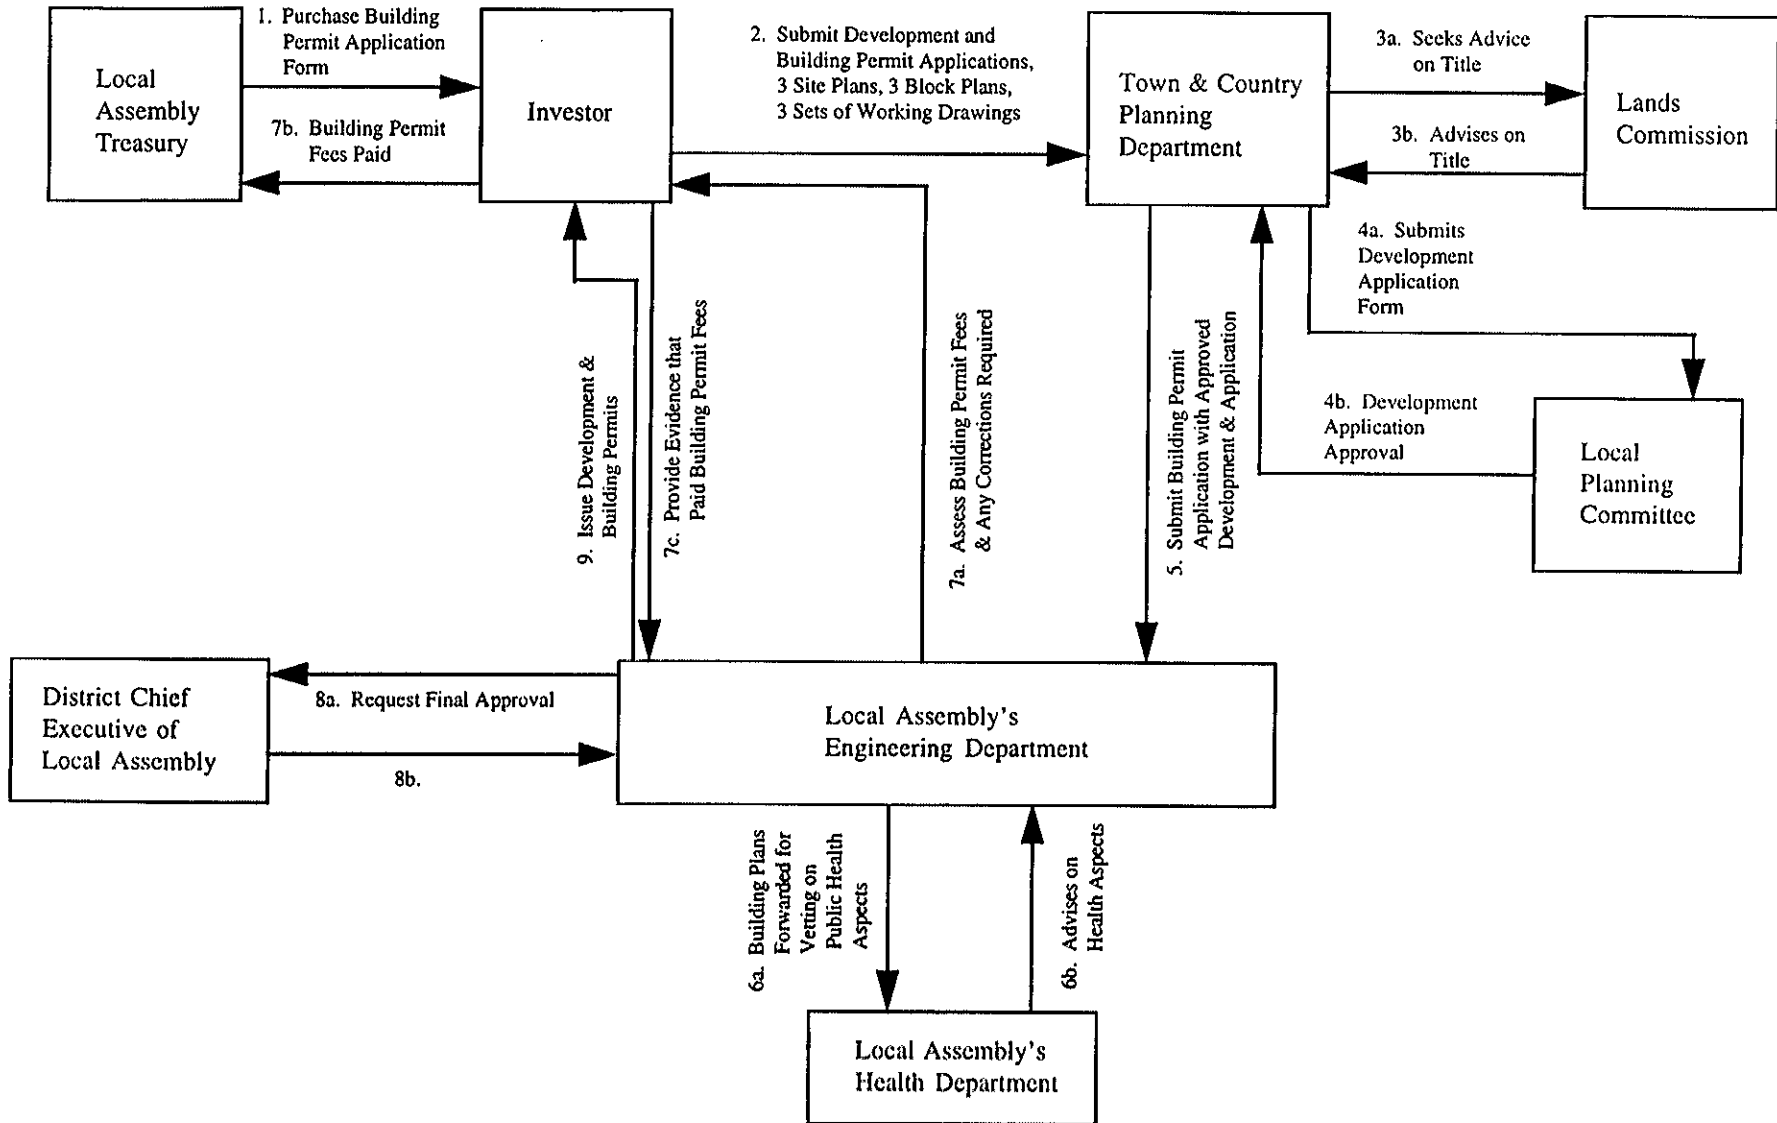 1. Purchase Building
Permit Application
Form
Local
Assembly
Treasury
7b. Building Permit
Fees Paid
Investor
2. Submit Development and
Building Permit Applications,
3 Site Plans, 3 Block Plans,
3 Sets of Working Drawings
Town & Country
Planning
Department
3a. Seeks Advice
on Title
3b. Advises on
Title
Lands
Commission
4a. Submits
Development
Application
Form
4b. Development
Application
Approval
Local
Planning
Committee
9. Issue Development &
Building Permits
7c. Provide Evidence that
Paid Building Permit Fees
7a. Assess Building Permit Fees
& Any Corrections Required
5. Submit Building Permit
Application with Approved
Development & Application
District Chief
Executive of
Local Assembly
8a. Request Final Approval
8b.
Local Assembly's
Engineering Department
6a. Building Plans
Forwarded for
Vetting on
Public Health
Aspects
6b. Advises on
Health Aspects
Local Assembly's
Health Department